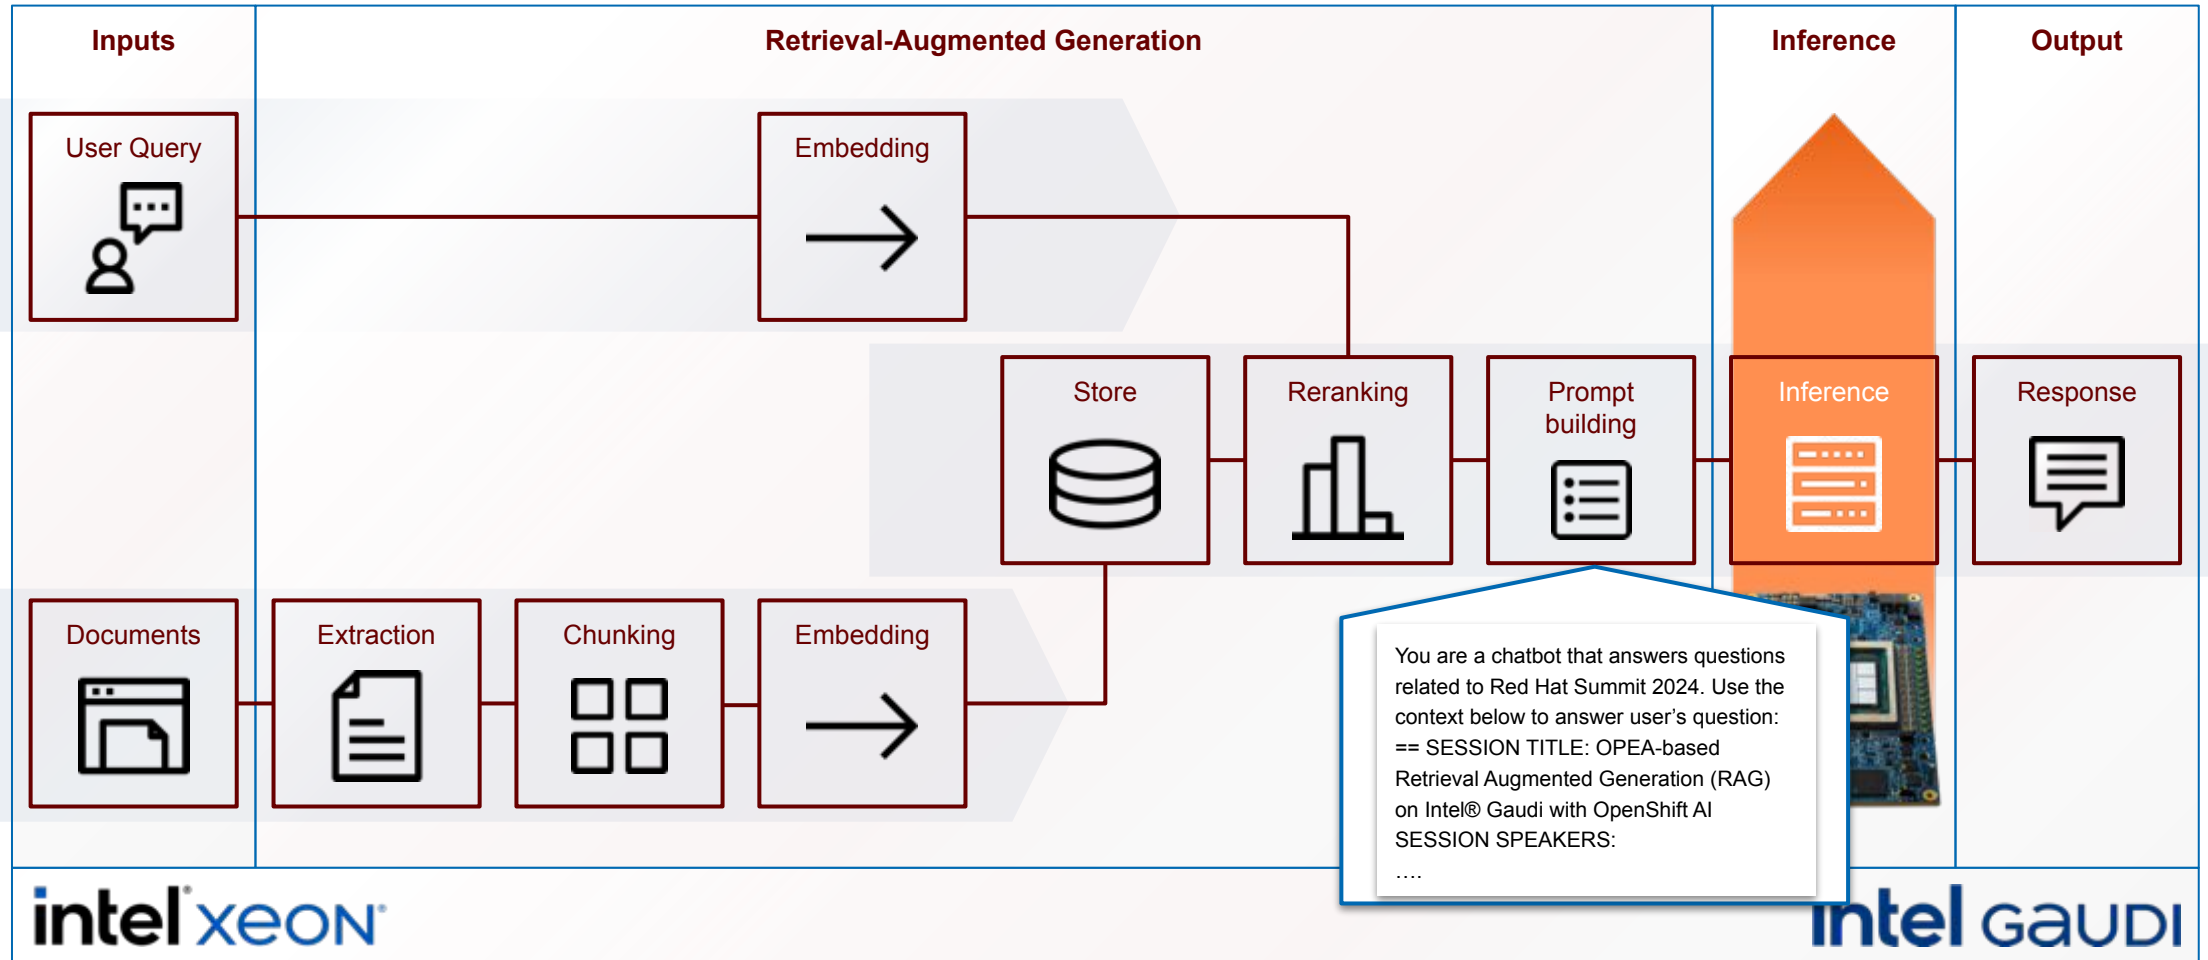 Inputs
Retrieval-Augmented Generation
Inference
Output
User Query
Embedding
Store
Reranking
Prompt
building
Inference
Response
Documents
Extraction
Chunking
Embedding
You are a chatbot that answers questions
related to Red Hat Summit 2024. Use the
context below to answer user’s question:
== SESSION TITLE: OPEA-based
Retrieval Augmented Generation (RAG)
on Intel® Gaudi with OpenShift AI
SESSION SPEAKERS:
….
intel® xeon®
intel GAUDI